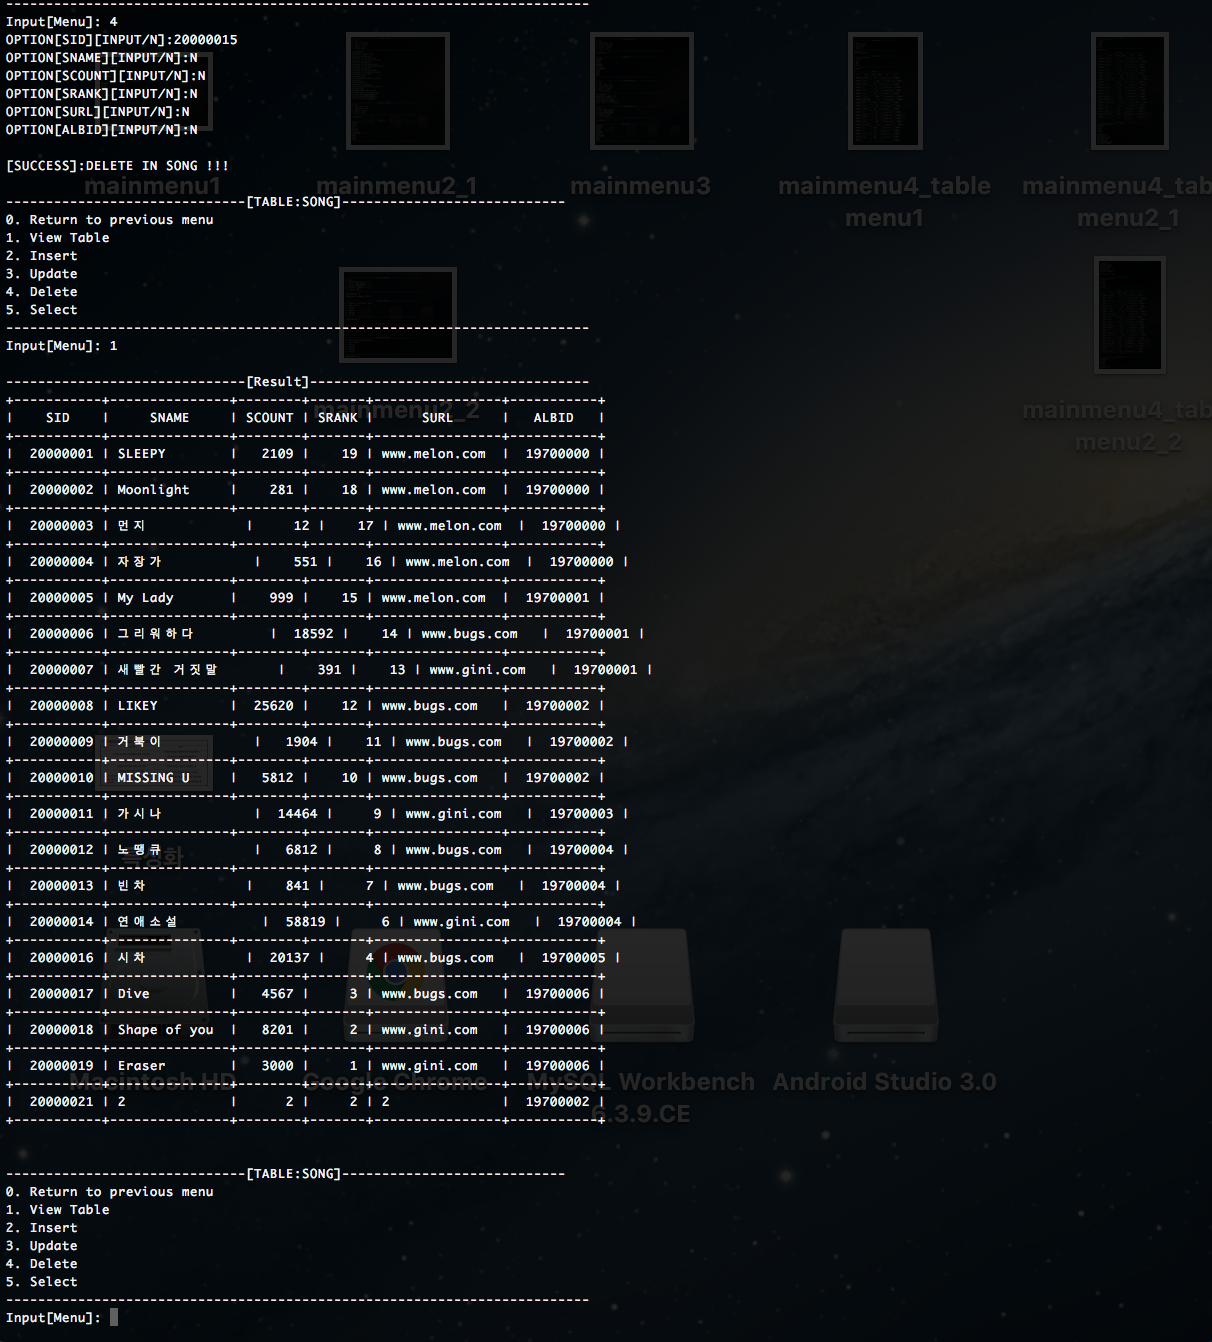 ------------------------------------------------------------------------
Input[Menu]: 4
OPTION[SID][INPUT/N]:20000015
OPTION[SNAME][INPUT/N]:N
OPTION[SCOUNT][INPUT/N]:N
OPTION[SRANK][INPUT/N]:N
OPTION[SURL][INPUT/N]:N
OPTION[ALBID][INPUT/N]:N
[SUCCESS]:DELETE IN SONG !!!
mainmenu1 mainmenu2_1 mainmenu3 mainmenu4_table menu1 mainmenu4_tab menu2_1
------------------------------[TABLE:SONG]----------------------------
0. Return to previous menu
1. View Table
2. Insert
3. Update
4. Delete
5. Select
-------------------------------------------------------------------------
Input[Menu]: 1
------------------------------[Result]-----------------------------------
mainmenu2_2
mainmenu4_tab menu2_2
| SID | SNAME | SCOUNT | SRANK | SURL | ALBID |
| 20000001 | SLEEPY | 2109 | 19 | www.melon.com | 19700000 |
| 20000002 | Moonlight | 281 | 18 | www.melon.com | 19700000 |
| 20000003 | 먼지 | 12 | 17 | www.melon.com | 19700000 |
| 20000004 | 자장가 | 551 | 16 | www.melon.com | 19700000 |
| 20000005 | My Lady | 999 | 15 | www.melon.com | 19700001 |
| 20000006 | 그리워하다 | 18592 | 14 | www.bugs.com | 19700001 |
| 20000007 | 새빨간 거짓말 | 391 | 13 | www.gini.com | 19700001 |
| 20000008 | LIKEY | 25620 | 12 | www.bugs.com | 19700002 |
| 20000009 | 거북이 | 1904 | 11 | www.bugs.com | 19700002 |
| 20000010 | MISSING U | 5812 | 10 | www.bugs.com | 19700002 |
| 20000011 | 가시나 | 14464 | 9 | www.gini.com | 19700003 |
| 20000012 | 노땡큐 | 6812 | 8 | www.bugs.com | 19700004 |
| 20000013 | 빈차 | 841 | 7 | www.bugs.com | 19700004 |
| 20000014 | 연애소설 | 58819 | 6 | www.gini.com | 19700004 |
| 20000016 | 시차 | 20137 | 4 | www.bugs.com | 19700005 |
| 20000017 | Dive | 4567 | 3 | www.bugs.com | 19700006 |
| 20000018 | Shape of you | 8201 | 2 | www.gini.com | 19700006 |
| 20000019 | Eraser | 3000 | 1 | www.gini.com | 19700006 |
| 20000021 | 2 | 2 | 2 | 2 | 19700002 |
Macintosh HD Google Chrome MySQL Workbench 6.3.9.CE Android Studio 3.0
------------------------------[TABLE:SONG]----------------------------
0. Return to previous menu
1. View Table
2. Insert
3. Update
4. Delete
5. Select
-------------------------------------------------------------------------
Input[Menu]: